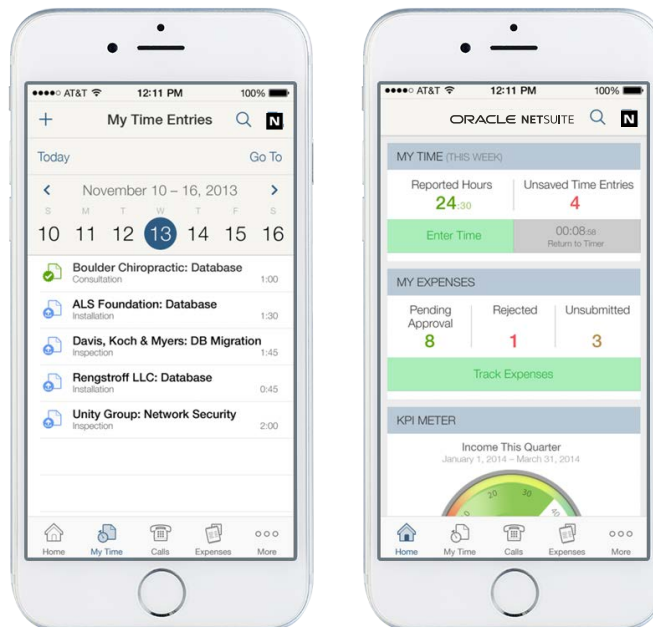 AT&T 12:11 PM 100%
+ My Time Entries N
Today Go To
< November 10 – 16, 2013 >
S M T W T F S
10 11 12 13 14 15 16
Boulder Chiropractic: Database
Consultation 1:00
ALS Foundation: Database
Installation 1:30
Davis, Koch & Myers: DB Migration
Inspection 1:45
Rengstroff LLC: Database
Installation 0:45
Unity Group: Network Security
Inspection 2:00
Home My Time Calls Expenses More
AT&T 12:11 PM 100%
ORACLE NETSUITE N
MY TIME (THIS WEEK)
Reported Hours Unsaved Time Entries
24:30 4
Enter Time 00:08:58
Return to Timer
MY EXPENSES
Pending Rejected Unsubmitted
Approval
8 1 3
Track Expenses
KPI METER
Income This Quarter
January 1, 2014 – March 31, 2014
20 30
Home My Time Calls Expenses More